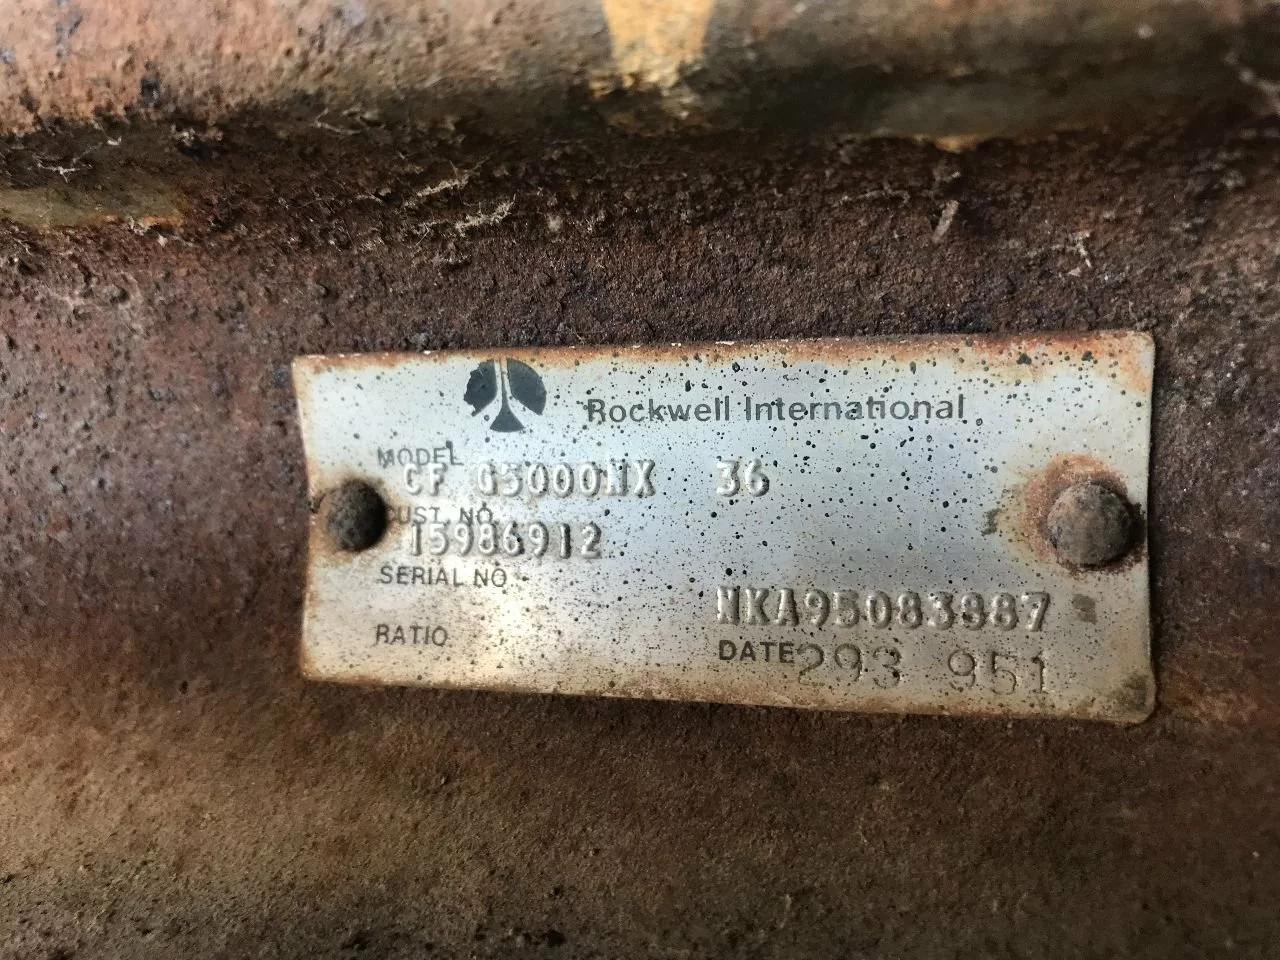 Rockwell International
MODEL
CF G5000NX 36
CUST. NO.
15986912
SERIAL NO.
NKA95083987
RATIO
DATE 293 951